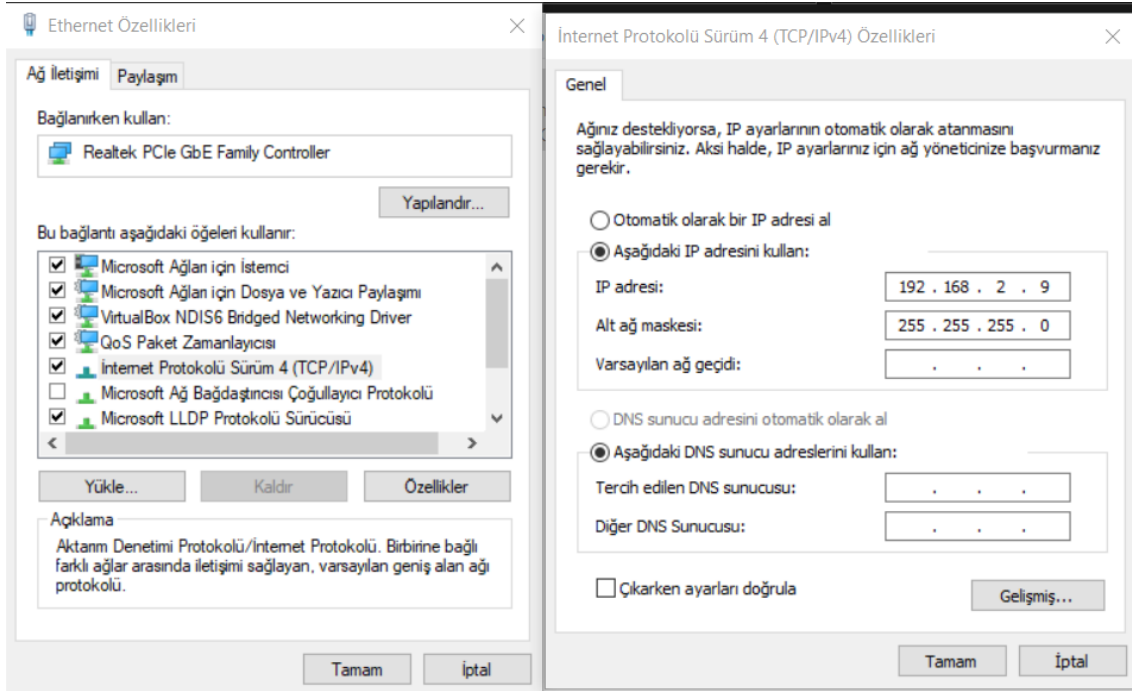 Ethernet Özellikleri
Ağ İletişimi Paylaşım
Bağlanırken kullan:
Realtek PCIe GbE Family Controller
Yapılandır...
Bu bağlantı aşağıdaki öğeleri kullanır:
Microsoft Ağları için İstemci
Microsoft Ağları için Dosya ve Yazıcı Paylaşımı
VirtualBox NDIS6 Bridged Networking Driver
QoS Paket Zamanlayıcısı
İnternet Protokolü Sürüm 4 (TCP/IPv4)
Microsoft Ağ Bağdaştırıcısı Çoğullayıcı Protokolü
Microsoft LLDP Protokolü Sürücüsü
Yükle... Kaldır Özellikler
Açıklama
Aktarım Denetimi Protokolü/İnternet Protokolü. Birbirine bağlı
farklı ağlar arasında iletişimi sağlayan, varsayılan geniş alan ağı
protokolü.
Tamam İptal
İnternet Protokolü Sürüm 4 (TCP/IPv4) Özellikleri
Genel
Ağınız destekliyorsa, IP ayarlarının otomatik olarak atanmasını
sağlayabilirsiniz. Aksi halde, IP ayarlarınız için ağ yöneticinize başvurmanız
gerekir.
Otomatik olarak bir IP adresi al
Aşağıdaki IP adresini kullan:
IP adresi: 192 . 168 . 2 . 9
Alt ağ maskesi: 255 . 255 . 255 . 0
Varsayılan ağ geçidi: . . .
DNS sunucu adresini otomatik olarak al
Aşağıdaki DNS sunucu adreslerini kullan:
Tercih edilen DNS sunucusu: . . .
Diğer DNS Sunucusu: . . .
Çıkarken ayarları doğrula
Gelişmiş...
Tamam İptal